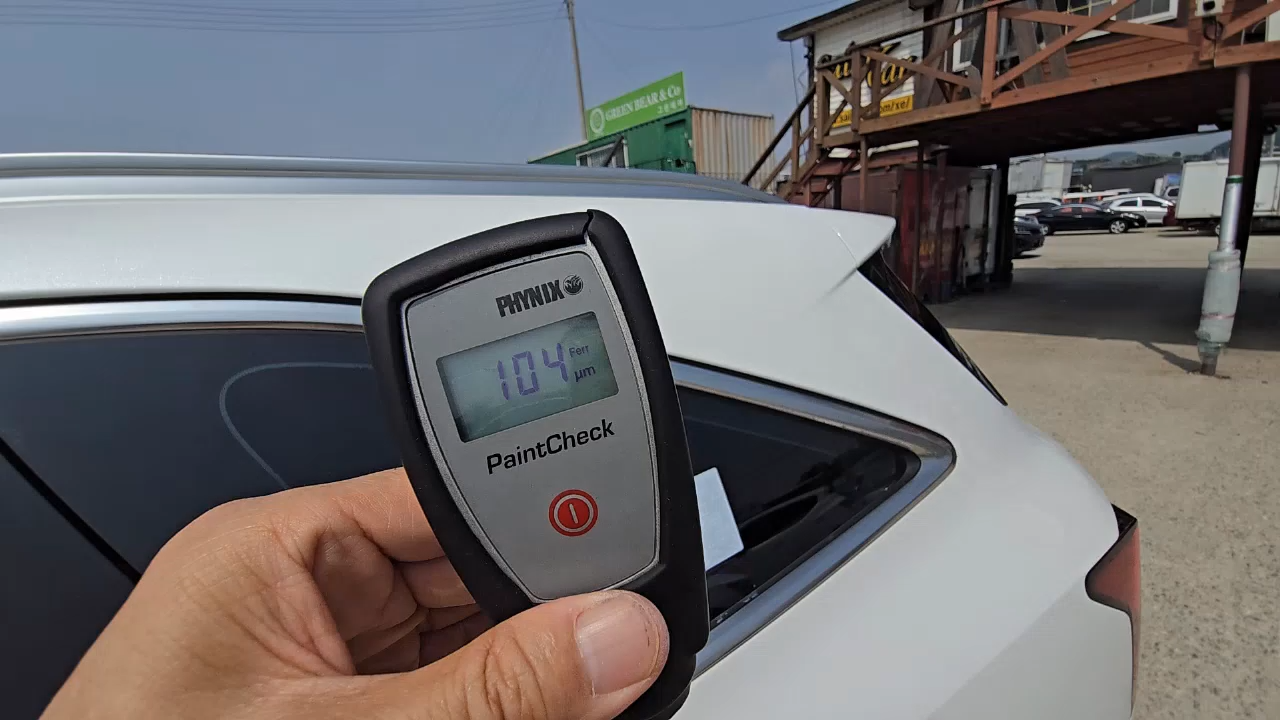 GREEN BEAR & Co
PHYNIX
104 Ferr
µm
PaintCheck